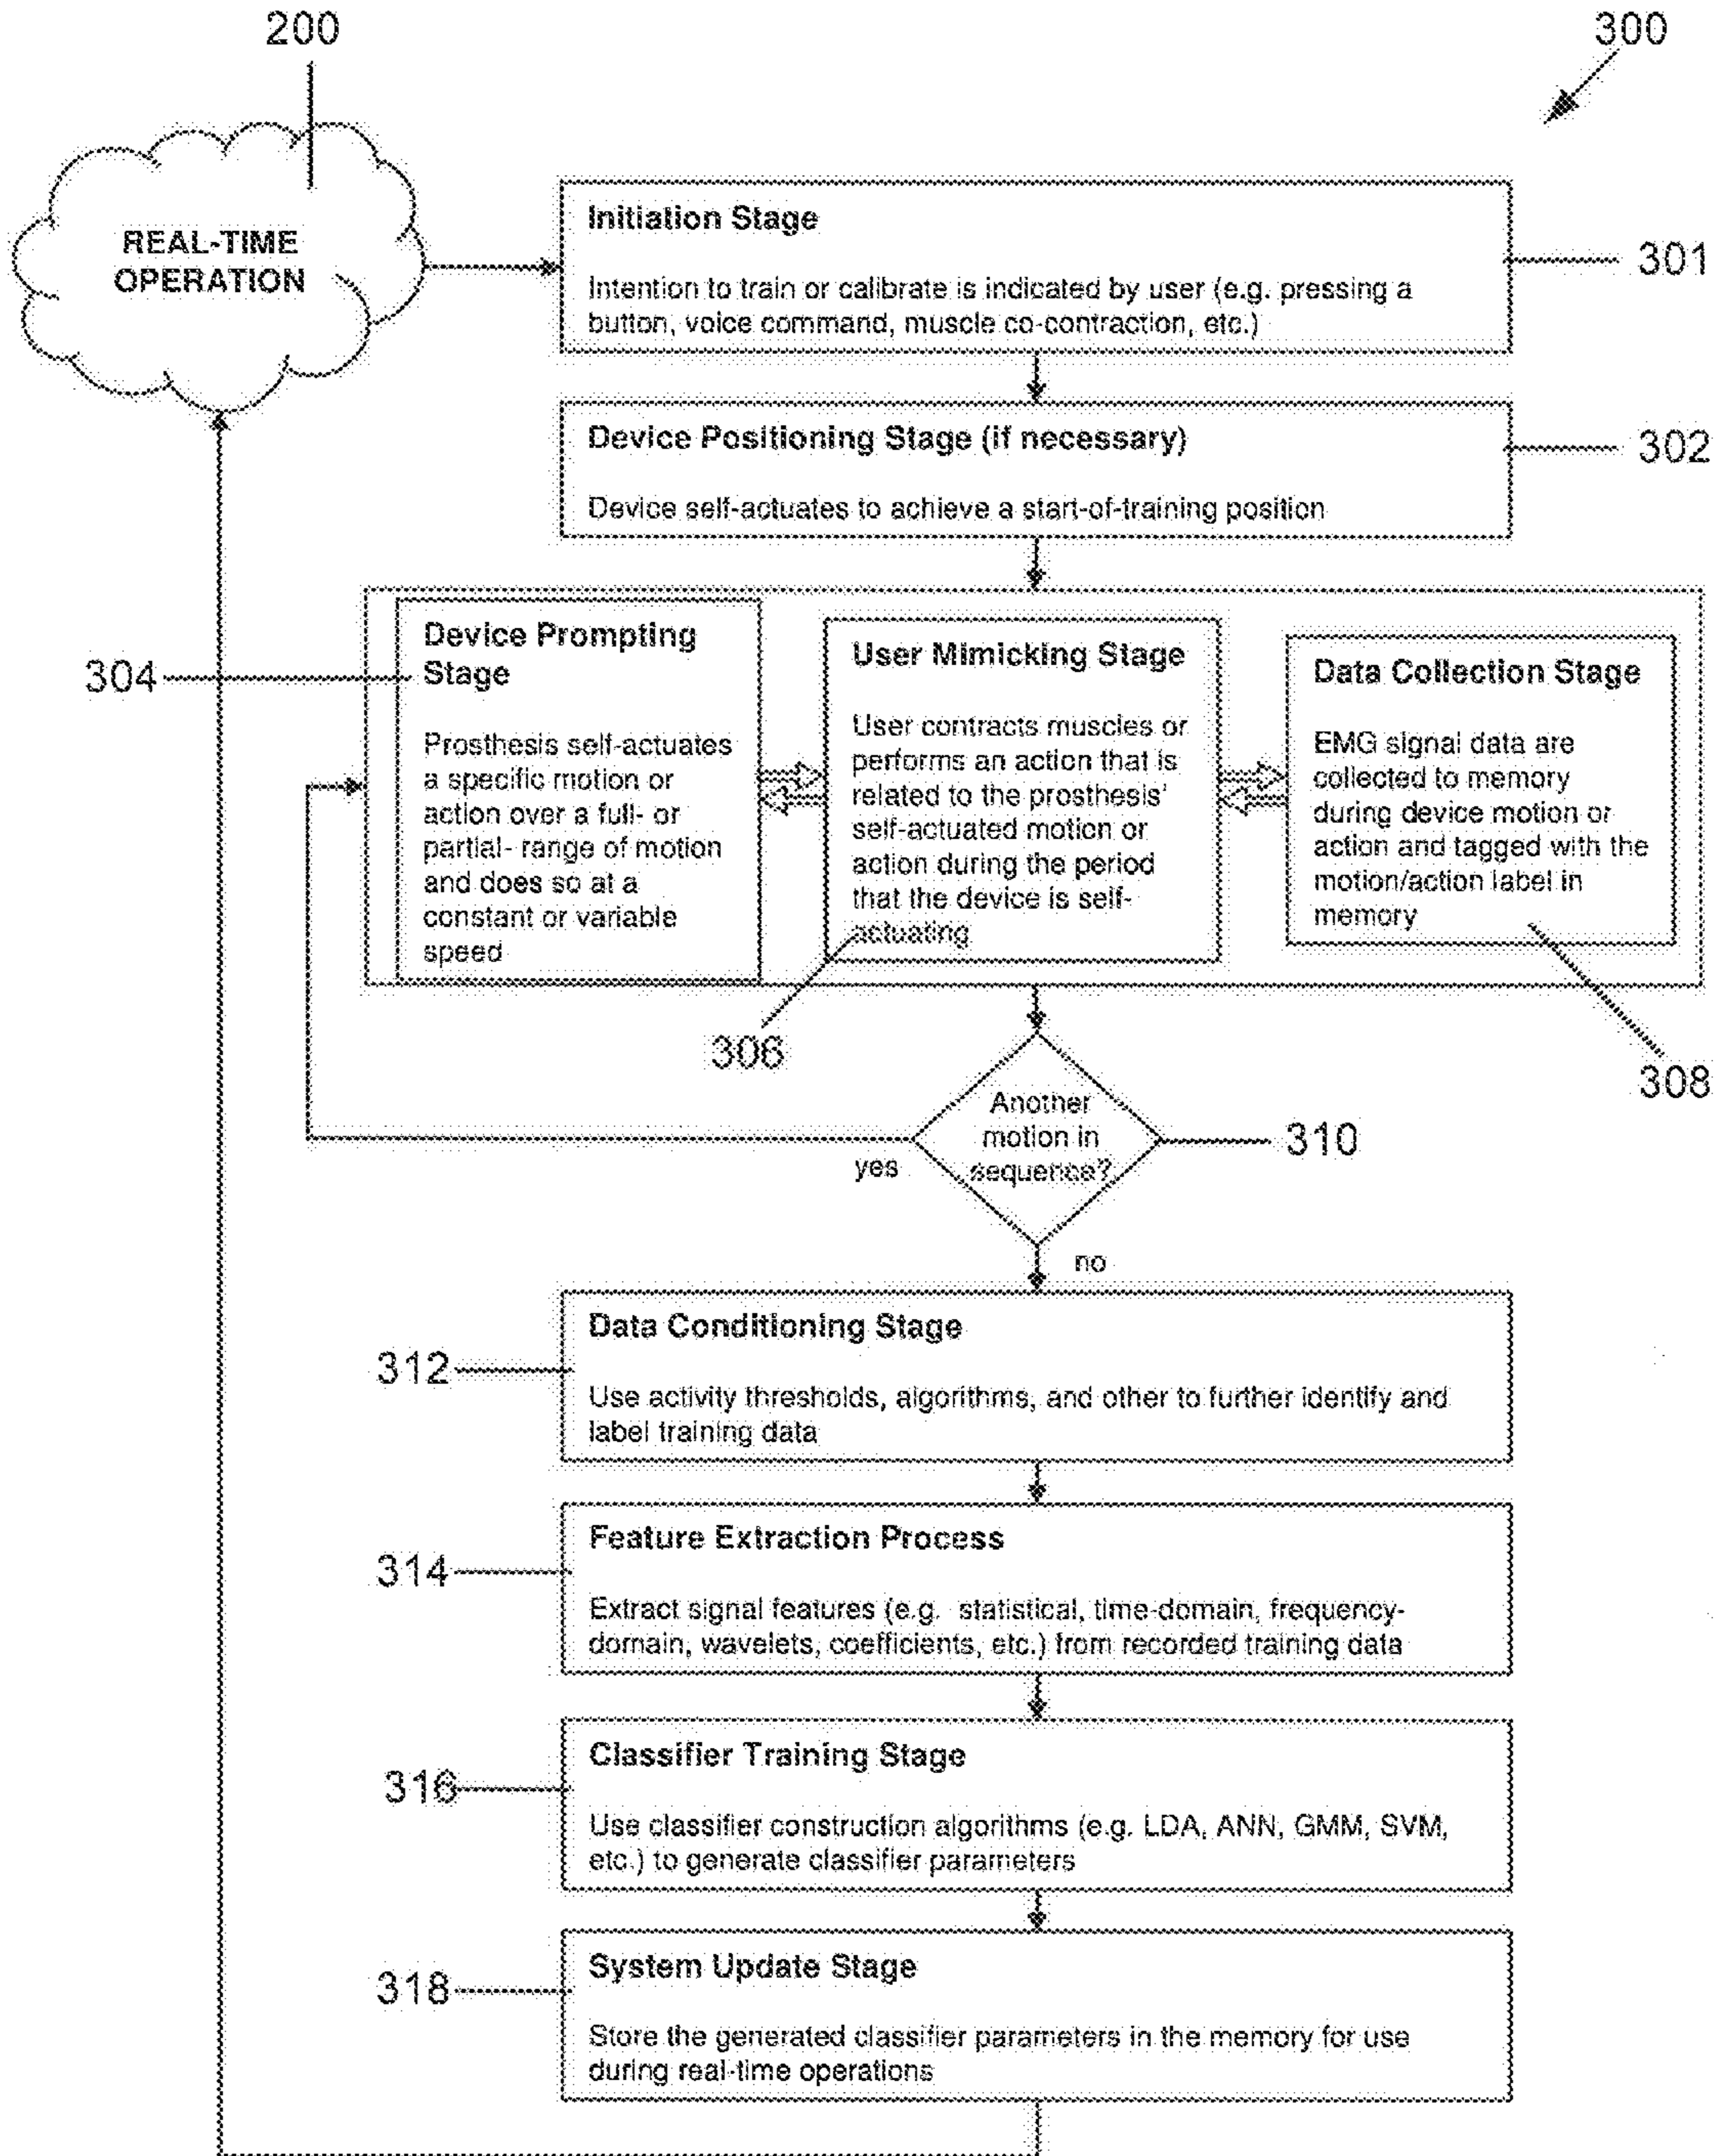 200
300
REAL-TIME
OPERATION
Initiation Stage
Intention to train or calibrate is indicated by user (e.g. pressing a
button, voice command, muscle co-contraction, etc.)
301
Device Positioning Stage (if necessary)
Device self-actuates to achieve a start-of-training position
302
304
Device Prompting
Stage
Prosthesis self-actuates
a specific motion or
action over a full- or
partial- range of motion
and does so at a
constant or variable
speed
User Mimicking Stage
User contracts muscles or
performs an action that is
related to the prosthesis'
self-actuated motion or
action during the period
that the device is self-
actuating
Data Collection Stage
EMG signal data are
collected to memory
during device motion or
action and tagged with the
motion/action label in
memory
306
308
Another
motion in
sequence?
310
yes
no
Data Conditioning Stage
312
Use activity thresholds, algorithms, and other to further identify and
label training data
Feature Extraction Process
314
Extract signal features (e.g. statistical, time-domain, frequency-
domain, wavelets, coefficients, etc.) from recorded training data
Classifier Training Stage
316
Use classifier construction algorithms (e.g. LDA, ANN, GMM, SVM,
etc.) to generate classifier parameters
System Update Stage
318
Store the generated classifier parameters in the memory for use
during real-time operations